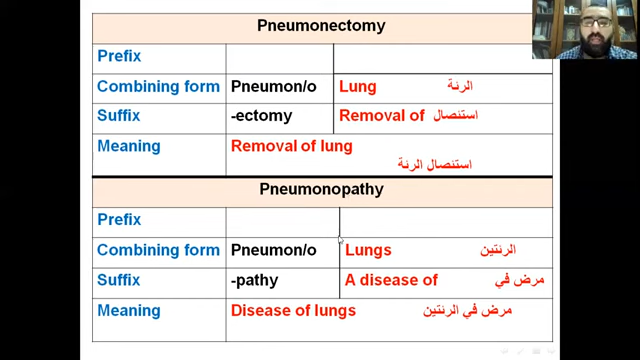 Pneumonectomy
Prefix
Combining form Pneumon/o Lung الرئة
Suffix -ectomy Removal of استئصال
Meaning Removal of lung
استئصال الرئة
Pneumonopathy
Prefix
Combining form Pneumon/o Lungs الرئتين
Suffix -pathy A disease of مرض في
Meaning Disease of lungs مرض في الرئتين